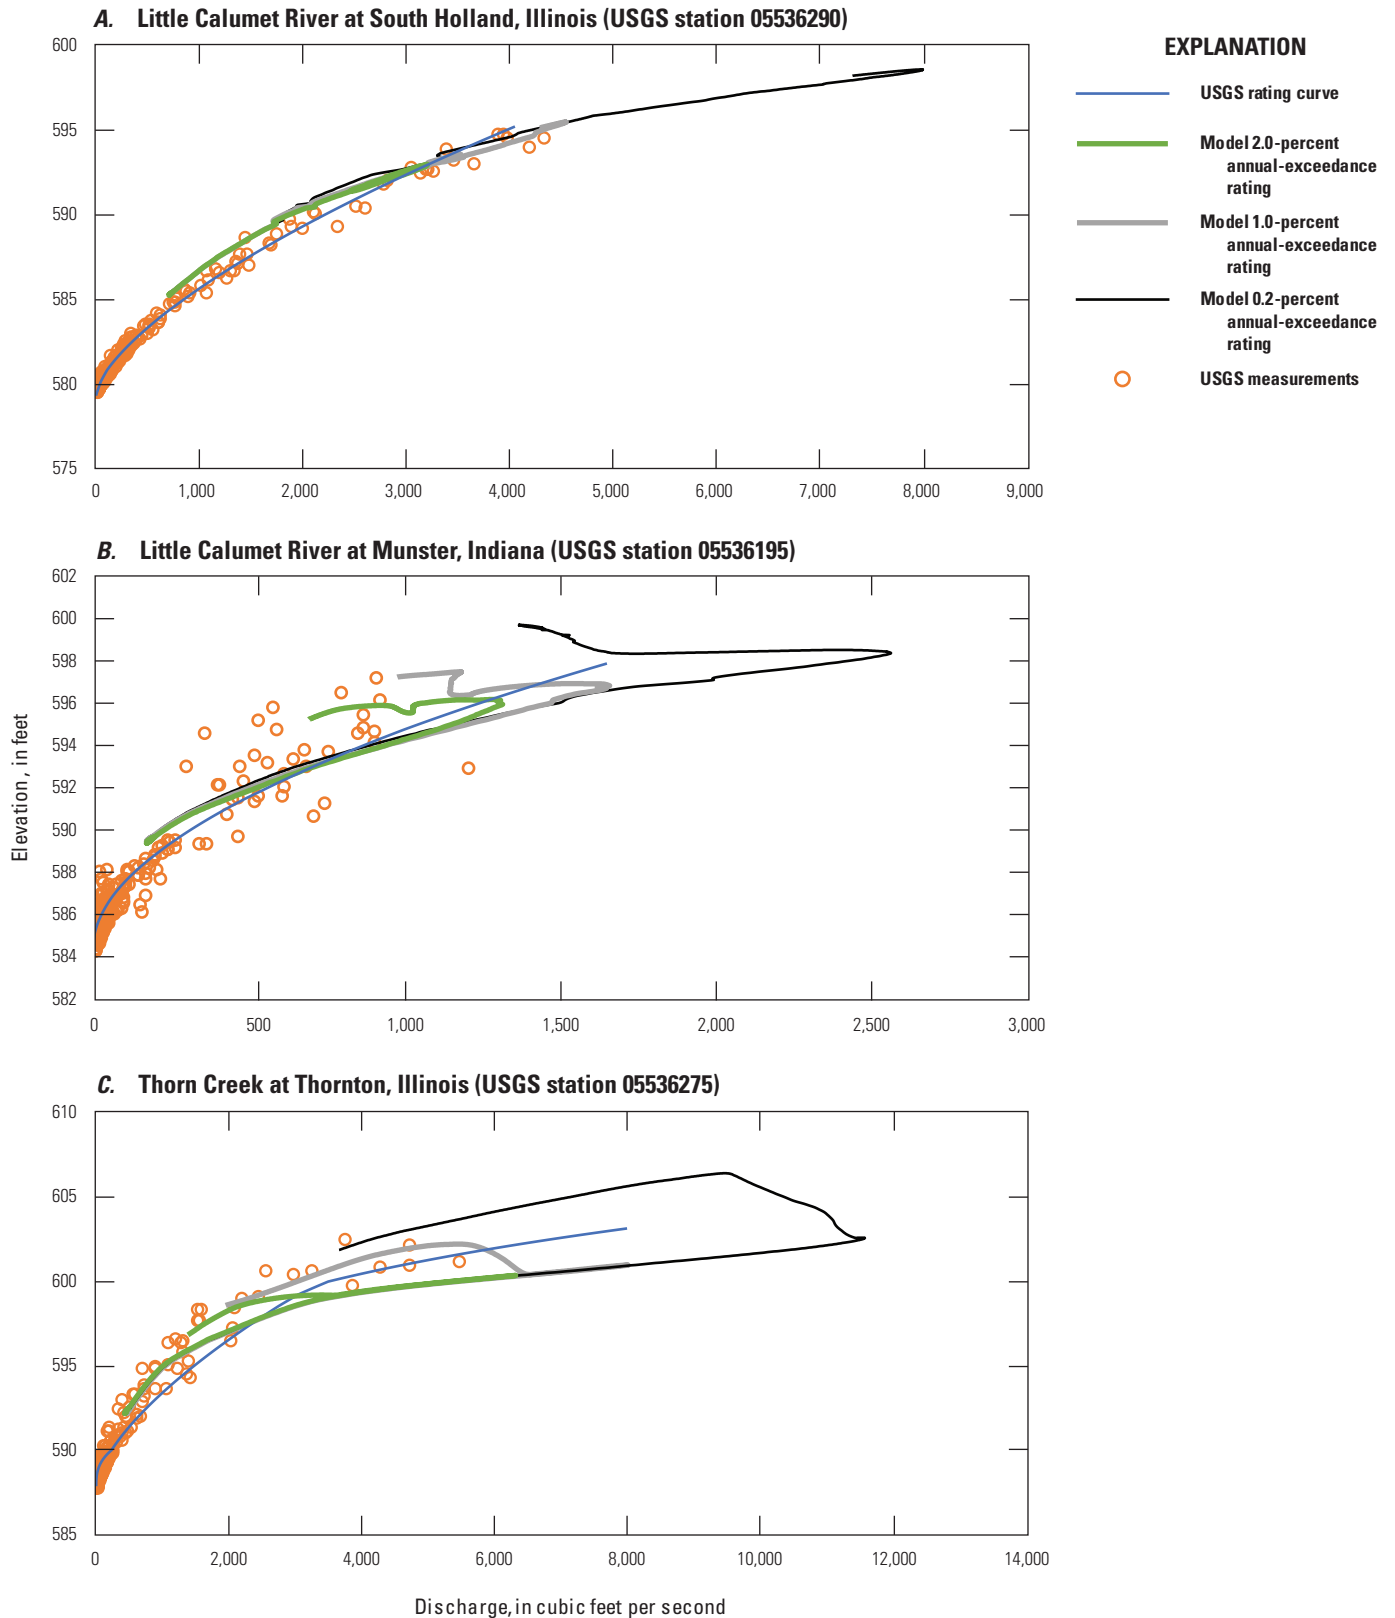 A. Little Calumet River at South Holland, Illinois (USGS station 05536290)
600
595
590
585
580
575
0 1,000 2,000 3,000 4,000 5,000 6,000 7,000 8,000 9,000
EXPLANATION
USGS rating curve
Model 2.0-percent
annual-exceedance
rating
Model 1.0-percent
annual-exceedance
rating
Model 0.2-percent
annual-exceedance
rating
USGS measurements
B. Little Calumet River at Munster, Indiana (USGS station 05536195)
602
600
598
596
594
592
590
588
586
584
582
0 500 1,000 1,500 2,000 2,500 3,000
Elevation, in feet
C. Thorn Creek at Thornton, Illinois (USGS station 05536275)
610
605
600
595
590
585
0 2,000 4,000 6,000 8,000 10,000 12,000 14,000
Discharge, in cubic feet per second